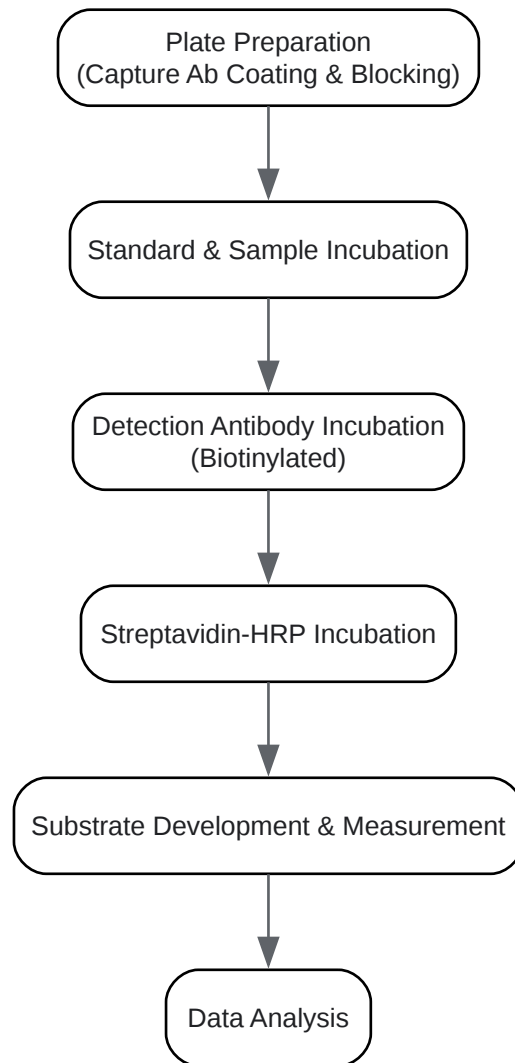 Plate Preparation
(Capture Ab Coating & Blocking)
Standard & Sample Incubation
Detection Antibody Incubation
(Biotinylated)
Streptavidin-HRP Incubation
Substrate Development & Measurement
Data Analysis